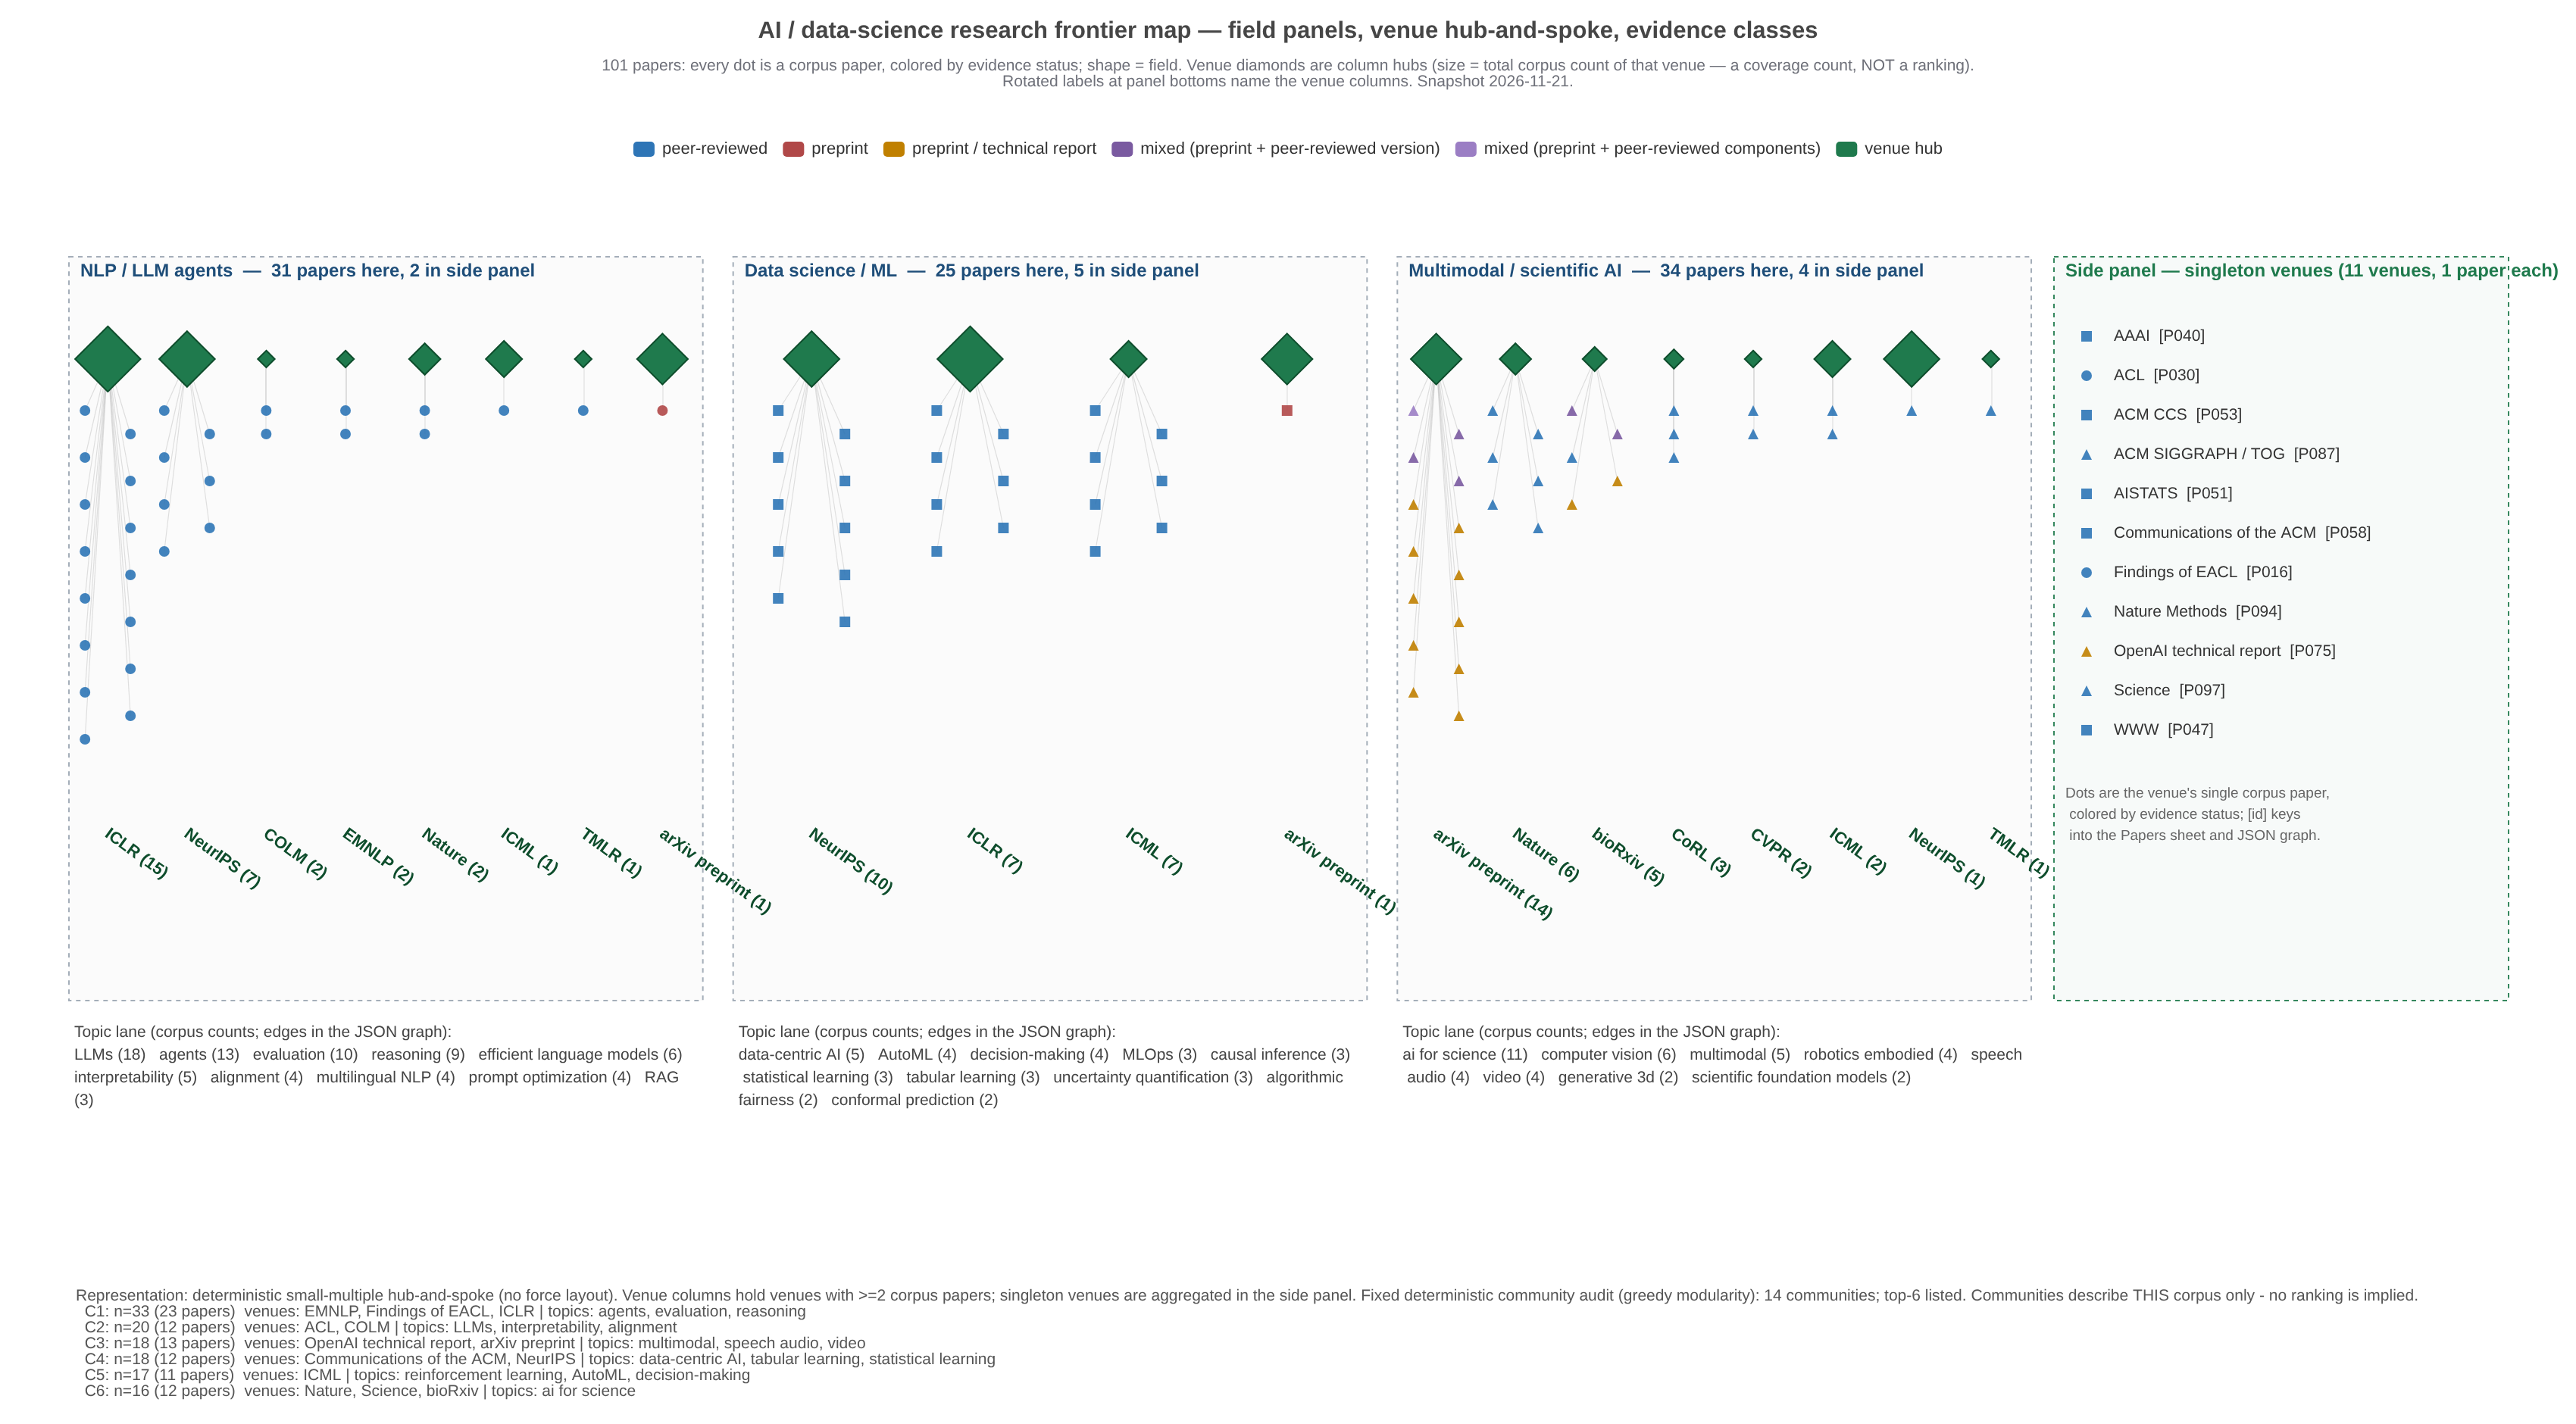 AI / data-science research frontier map — field panels, venue hub-and-spoke, evidence classes
101 papers: every dot is a corpus paper, colored by evidence status; shape = field. Venue diamonds are column hubs (size = total corpus count of that venue — a coverage count, NOT a ranking).
Rotated labels at panel bottoms name the venue columns. Snapshot 2026-11-21.
peer-reviewed
preprint
preprint / technical report
mixed (preprint + peer-reviewed version)
mixed (preprint + peer-reviewed components)
venue hub
NLP / LLM agents — 31 papers here, 2 in side panel
ICLR (15)
NeurIPS (7)
COLM (2)
EMNLP (2)
Nature (2)
ICML (1)
TMLR (1)
arXiv preprint (1)
Topic lane (corpus counts; edges in the JSON graph):
LLMs (18) agents (13) evaluation (10) reasoning (9) efficient language models (6)
interpretability (5) alignment (4) multilingual NLP (4) prompt optimization (4) RAG
(3)
Data science / ML — 25 papers here, 5 in side panel
NeurIPS (10)
ICLR (7)
ICML (7)
arXiv preprint (1)
Topic lane (corpus counts; edges in the JSON graph):
data-centric AI (5) AutoML (4) decision-making (4) MLOps (3) causal inference (3)
statistical learning (3) tabular learning (3) uncertainty quantification (3) algorithmic
fairness (2) conformal prediction (2)
Multimodal / scientific AI — 34 papers here, 4 in side panel
arXiv preprint (14)
Nature (6)
bioRxiv (5)
CoRL (3)
CVPR (2)
ICML (2)
NeurIPS (1)
TMLR (1)
Topic lane (corpus counts; edges in the JSON graph):
ai for science (11) computer vision (6) multimodal (5) robotics embodied (4) speech
audio (4) video (4) generative 3d (2) scientific foundation models (2)
Side panel — singleton venues (11 venues, 1 paper each)
AAAI [P040]
ACL [P030]
ACM CCS [P053]
ACM SIGGRAPH / TOG [P087]
AISTATS [P051]
Communications of the ACM [P058]
Findings of EACL [P016]
Nature Methods [P094]
OpenAI technical report [P075]
Science [P097]
WWW [P047]
Dots are the venue's single corpus paper,
colored by evidence status; [id] keys
into the Papers sheet and JSON graph.
Representation: deterministic small-multiple hub-and-spoke (no force layout). Venue columns hold venues with >=2 corpus papers; singleton venues are aggregated in the side panel. Fixed deterministic community audit (greedy modularity): 14 communities; top-6 listed. Communities describe THIS corpus only - no ranking is implied.
C1: n=33 (23 papers) venues: EMNLP, Findings of EACL, ICLR | topics: agents, evaluation, reasoning
C2: n=20 (12 papers) venues: ACL, COLM | topics: LLMs, interpretability, alignment
C3: n=18 (13 papers) venues: OpenAI technical report, arXiv preprint | topics: multimodal, speech audio, video
C4: n=18 (12 papers) venues: Communications of the ACM, NeurIPS | topics: data-centric AI, tabular learning, statistical learning
C5: n=17 (11 papers) venues: ICML | topics: reinforcement learning, AutoML, decision-making
C6: n=16 (12 papers) venues: Nature, Science, bioRxiv | topics: ai for science